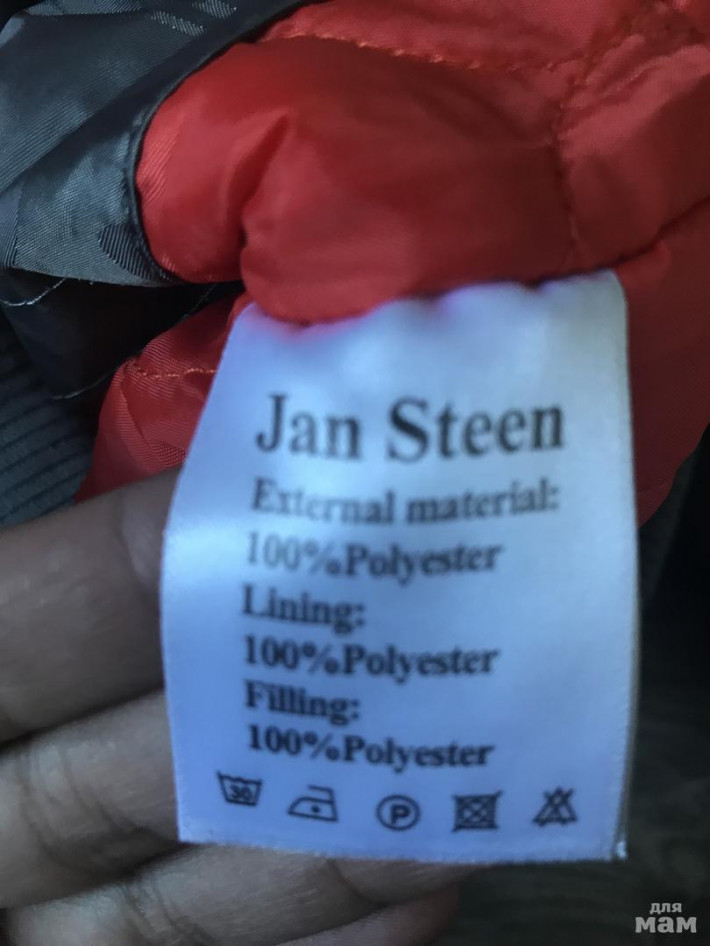 Jan Steen
External material:
100%Polyester
Lining:
100%Polyester
Filling:
100%Polyester
30
P
для
мам